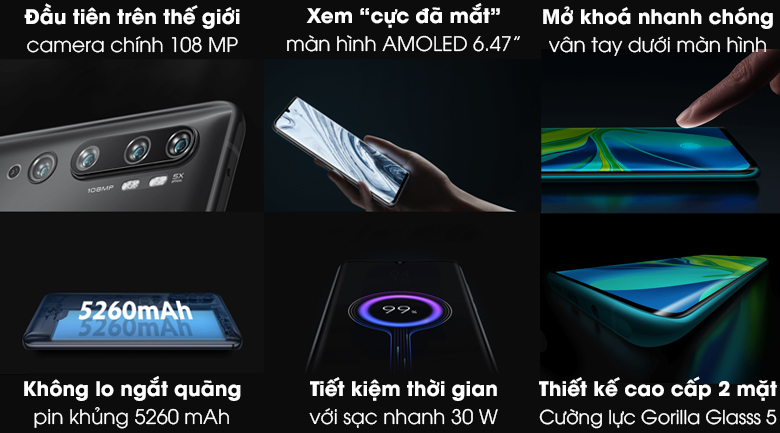 Đầu tiên trên thế giới
camera chính 108 MP
Xem “cực đã mắt”
màn hình AMOLED 6.47”
Mở khoá nhanh chóng
vân tay dưới màn hình
108MP
5X
5260mAh
5260mAh
99%
Không lo ngắt quãng
pin khủng 5260 mAh
Tiết kiệm thời gian
với sạc nhanh 30 W
Thiết kế cao cấp 2 mặt
Cường lực Gorilla Glasss 5